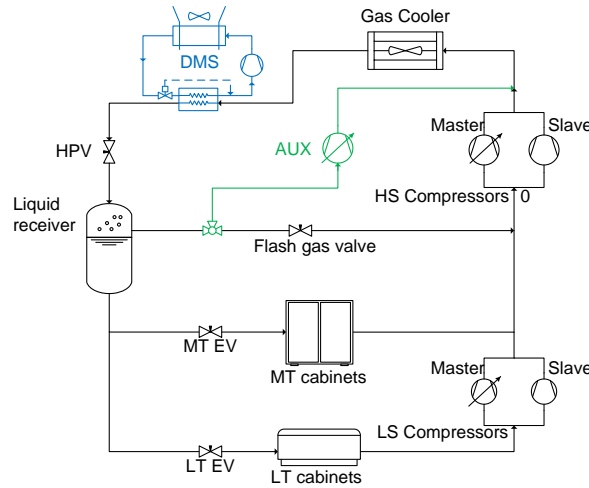 Gas Cooler
DMS
Master
Slave
HPV
AUX
HS Compressors 0
Liquid
receiver
Flash gas valve
MT EV
MT cabinets
Master
Slave
LS Compressors
LT EV
LT cabinets